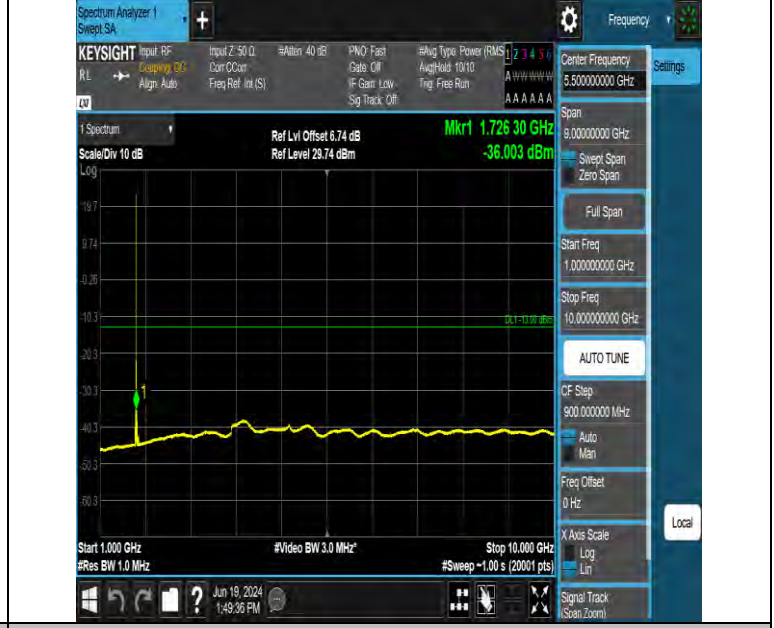 Spectrum Analyzer 1
Swept SA
+
Frequency
KEYSIGHT
RL
Input: RF
Coupling: DC
Align: Auto
Input Z: 50 Ω
Corr CCorr
Freq Ref: Int (S)
#Atten: 40 dB
PNO: Fast
Gate: Off
IF Gain: Low
Sig Track: Off
#Avg Type: Power (RMS
Avg|Hold: 10/10
Trig: Free Run
1 2 3 4 5 6
A W W W W W
A A A A A A
Center Frequency
5.500000000 GHz
Settings
Span
9.00000000 GHz
Swept Span
Zero Span
Full Span
Start Freq
1.000000000 GHz
Stop Freq
10.000000000 GHz
AUTO TUNE
CF Step
900.000000 MHz
Auto
Man
Freq Offset
0 Hz
X Axis Scale
Log
Lin
Signal Track
(Span Zoom)
Local
1 Spectrum
Scale/Div 10 dB
Log
Ref Lvl Offset 6.74 dB
Ref Level 29.74 dBm
Mkr1 1.726 30 GHz
-36.003 dBm
19.7
9.74
-0.26
-10.3
DL1 -13.00 dBm
-20.3
-30.3
1
-40.3
-50.3
-60.3
Start 1.000 GHz
#Res BW 1.0 MHz
#Video BW 3.0 MHz*
Stop 10.000 GHz
#Sweep ~1.00 s (20001 pts)
?
Jun 19, 2024
1:49:36 PM